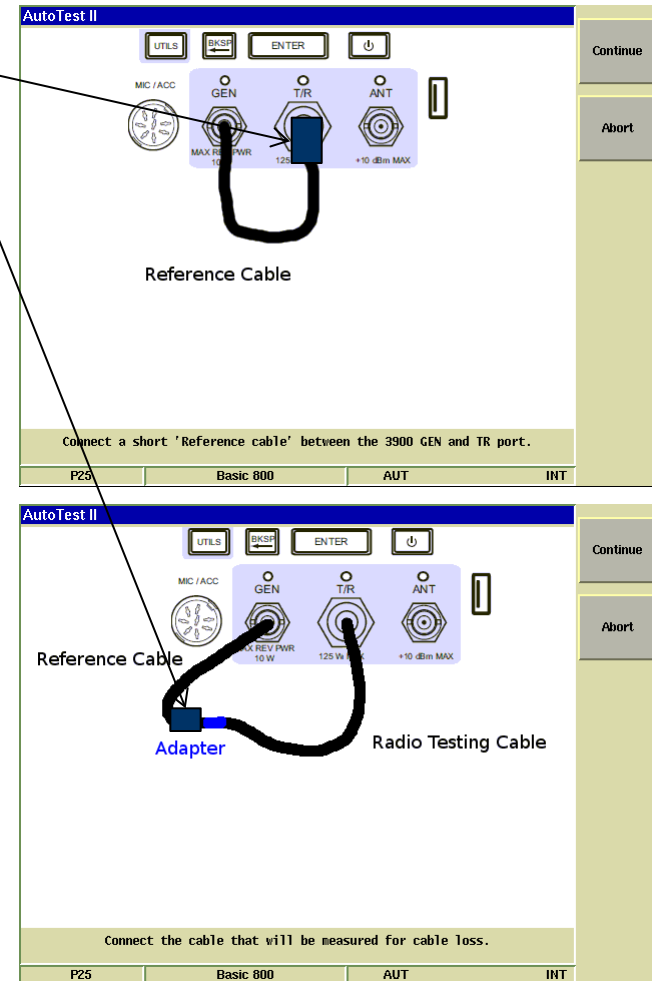 AutoTest II
Continue
Abort
UTILS
BKSP
ENTER
MIC / ACC
GEN
T/R
ANT
MAX RE PWR
10
125
+10 dBm MAX
Reference Cable
Connect a short 'Reference cable' between the 3900 GEN and TR port.
P25 Basic 800 AUT INT
AutoTest II
Continue
Abort
UTILS
BKSP
ENTER
MIC / ACC
GEN
T/R
ANT
AX REV PWR
10 W
125 W M X
+10 dBm MAX
Reference Cable
Adapter
Radio Testing Cable
Connect the cable that will be measured for cable loss.
P25 Basic 800 AUT INT